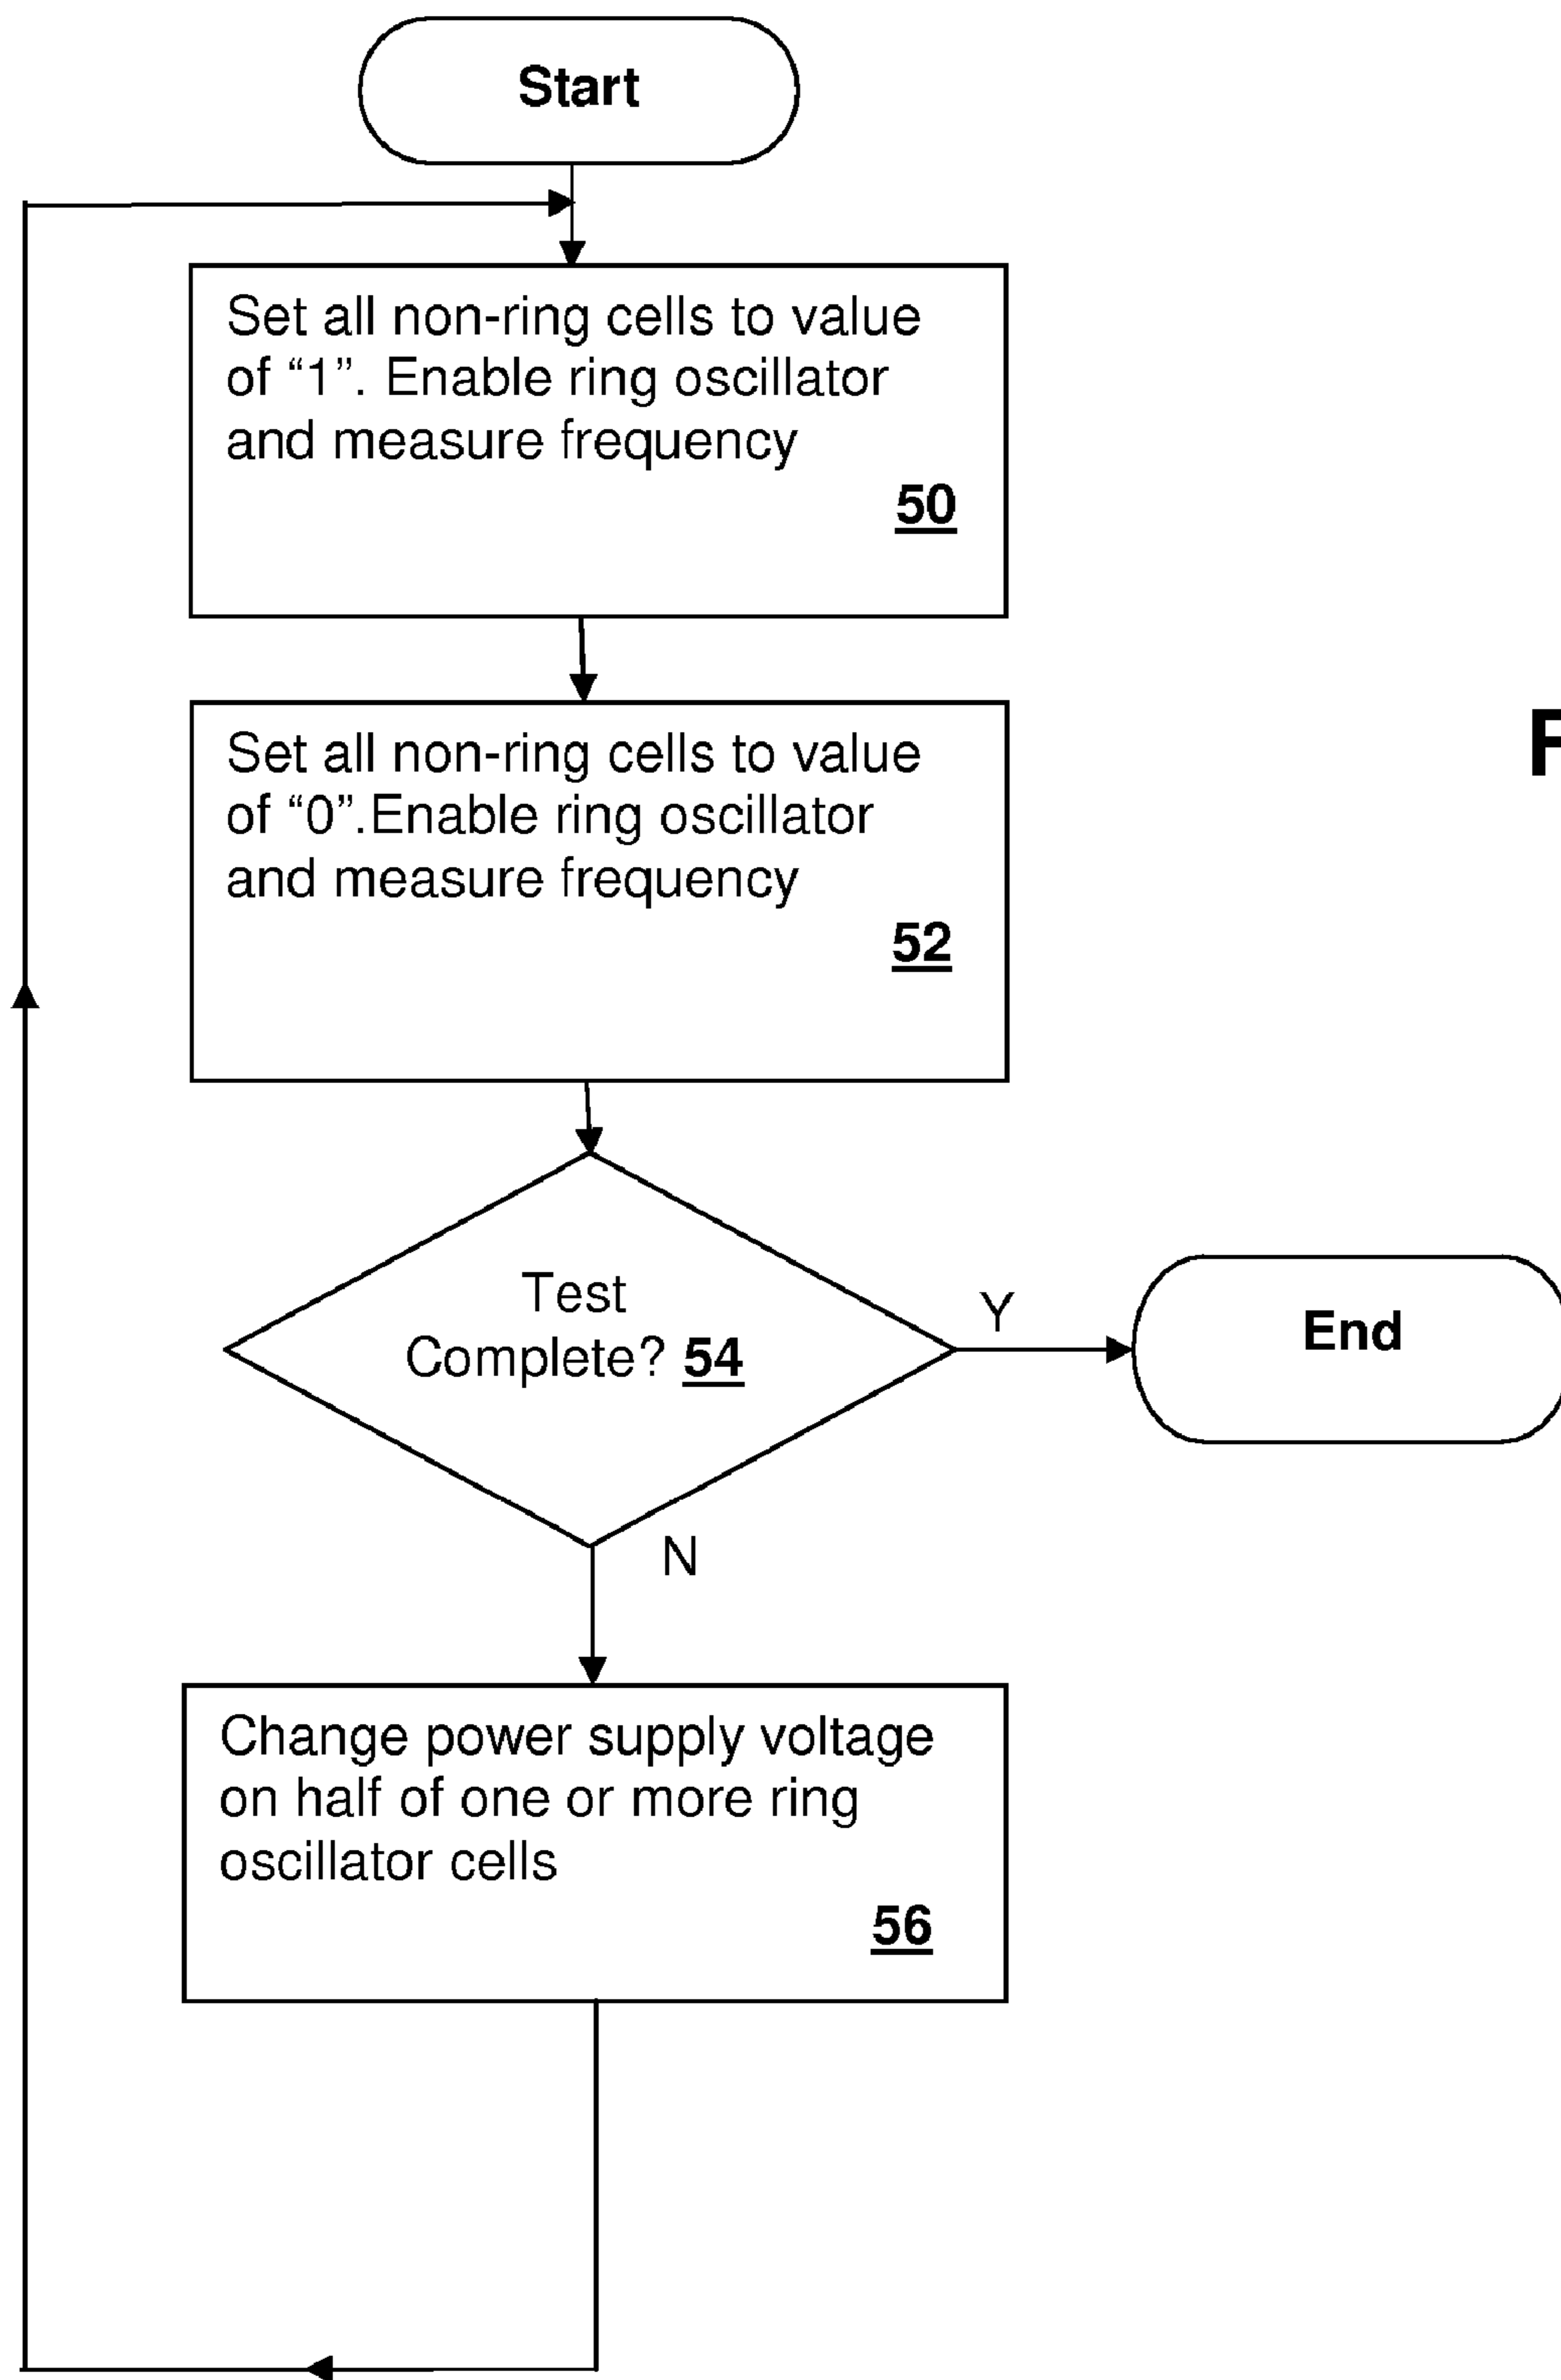 Start
Set all non-ring cells to value
of “1”. Enable ring oscillator
and measure frequency
50
Set all non-ring cells to value
of “0”.Enable ring oscillator
and measure frequency
52
Test
Complete? 54
Y
End
N
Change power supply voltage
on half of one or more ring
oscillator cells
56